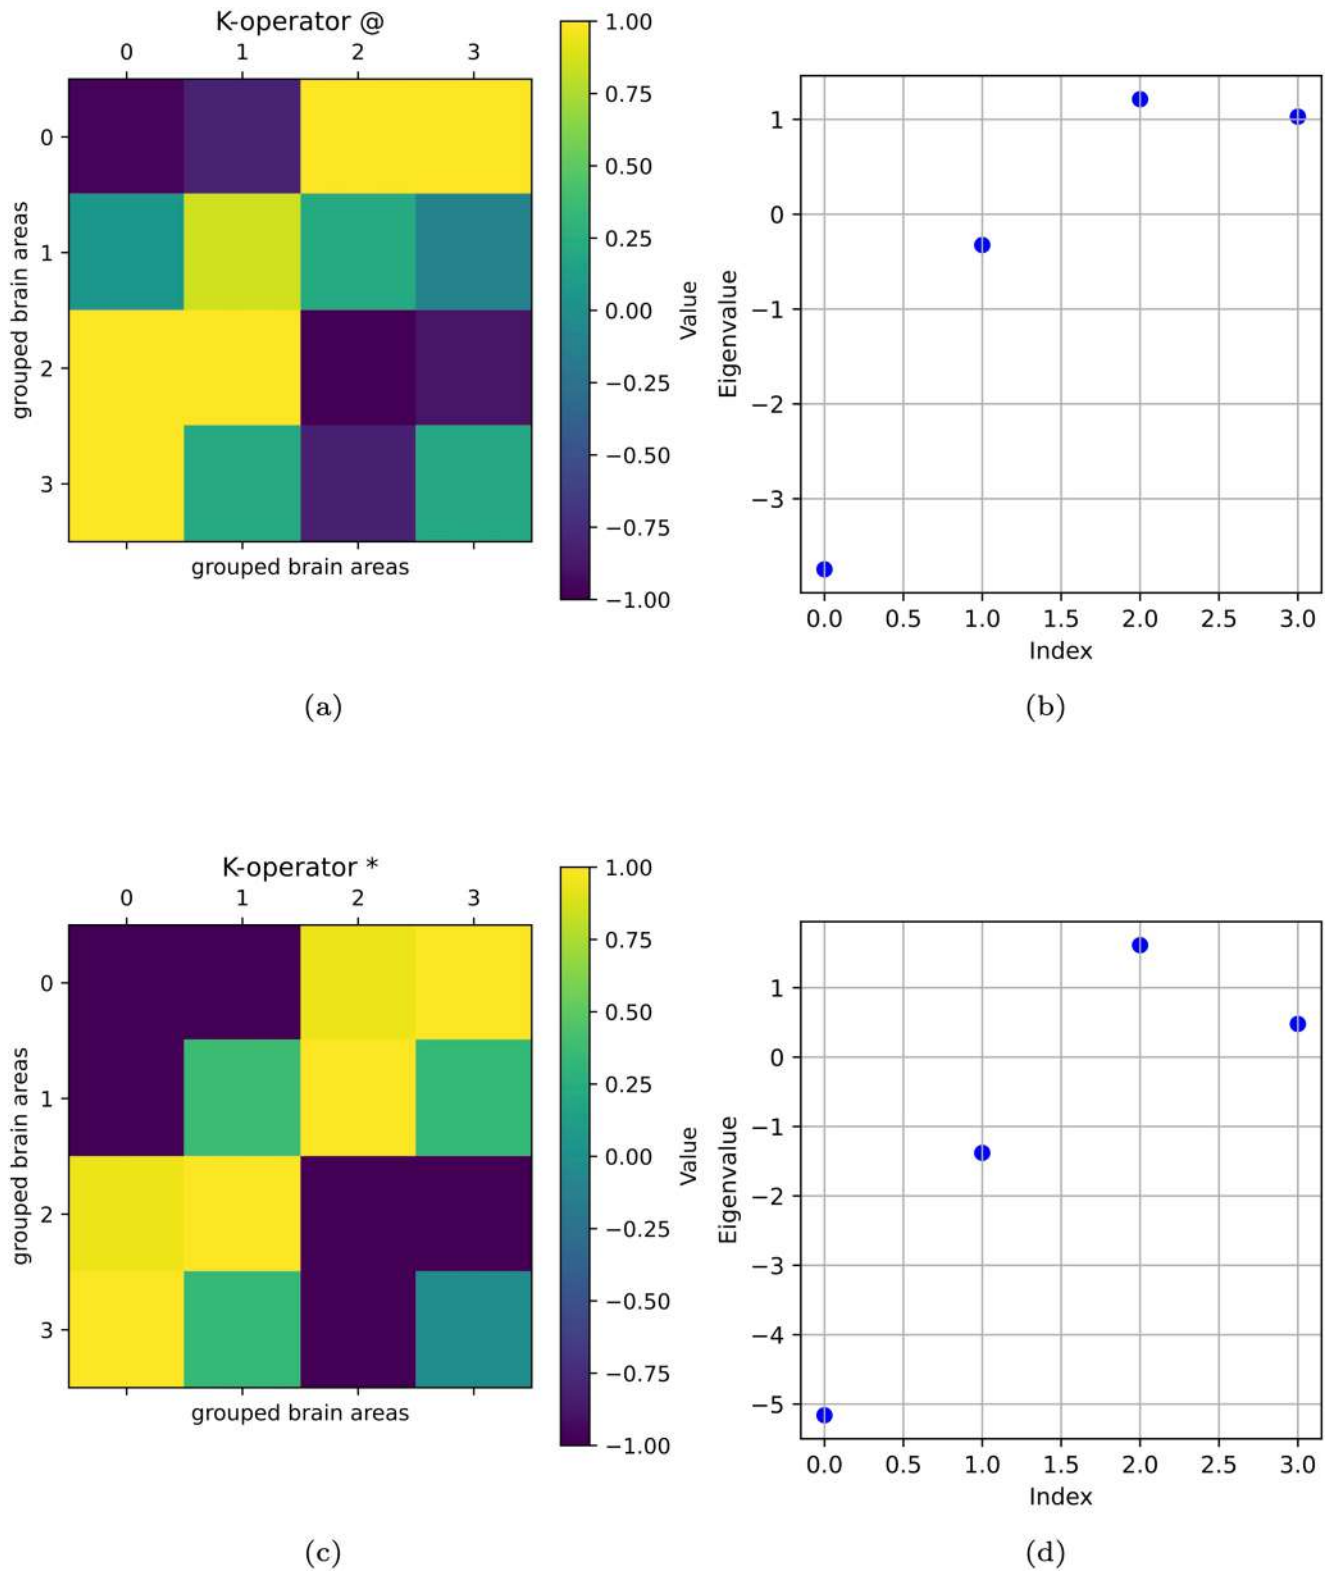 K-operator @
0 1 2 3
0
1
2
3
grouped brain areas
grouped brain areas
1.00
0.75
0.50
0.25
0.00
−0.25
−0.50
−0.75
−1.00
Value
(a)
1
0
−1
−2
−3
Eigenvalue
0.0 0.5 1.0 1.5 2.0 2.5 3.0
Index
(b)
K-operator *
0 1 2 3
0
1
2
3
grouped brain areas
grouped brain areas
1.00
0.75
0.50
0.25
0.00
−0.25
−0.50
−0.75
−1.00
Value
(c)
1
0
−1
−2
−3
−4
−5
Eigenvalue
0.0 0.5 1.0 1.5 2.0 2.5 3.0
Index
(d)